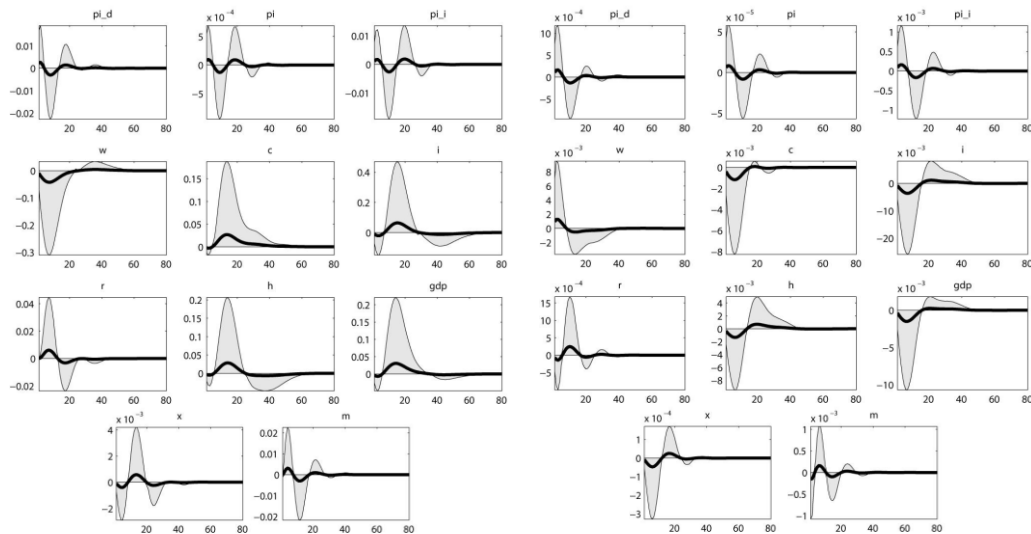 pi_d
0.01
0
−0.01
−0.02
20 40 60 80
x 10⁻⁴ pi
5
0
−5
20 40 60 80
pi_i
0.01
0
−0.01
20 40 60 80
x 10⁻⁴ pi_d
10
5
0
−5
20 40 60 80
x 10⁻⁵ pi
5
0
−5
20 40 60 80
x 10⁻³ pi_i
1
0.5
0
−0.5
−1
20 40 60 80
w
0
−0.1
−0.2
−0.3
20 40 60 80
c
0.15
0.1
0.05
0
20 40 60 80
i
0.4
0.2
0
20 40 60 80
x 10⁻³ w
8
6
4
2
0
−2
20 40 60 80
x 10⁻³ c
0
−2
−4
−6
−8
20 40 60 80
x 10⁻³ i
0
−10
−20
20 40 60 80
r
0.04
0.02
0
−0.02
20 40 60 80
h
0.2
0.15
0.1
0.05
0
20 40 60 80
gdp
0.2
0.1
0
20 40 60 80
x 10⁻⁴ r
15
10
5
0
−5
20 40 60 80
x 10⁻³ h
4
2
0
−2
−4
−6
−8
20 40 60 80
x 10⁻³ gdp
0
−5
−10
20 40 60 80
x 10⁻³ x
4
2
0
−2
20 40 60 80
m
0.02
0.01
0
−0.01
−0.02
20 40 60 80
x 10⁻⁴ x
1
0
−1
−2
−3
20 40 60 80
x 10⁻³ m
1
0.5
0
−0.5
−1
20 40 60 80